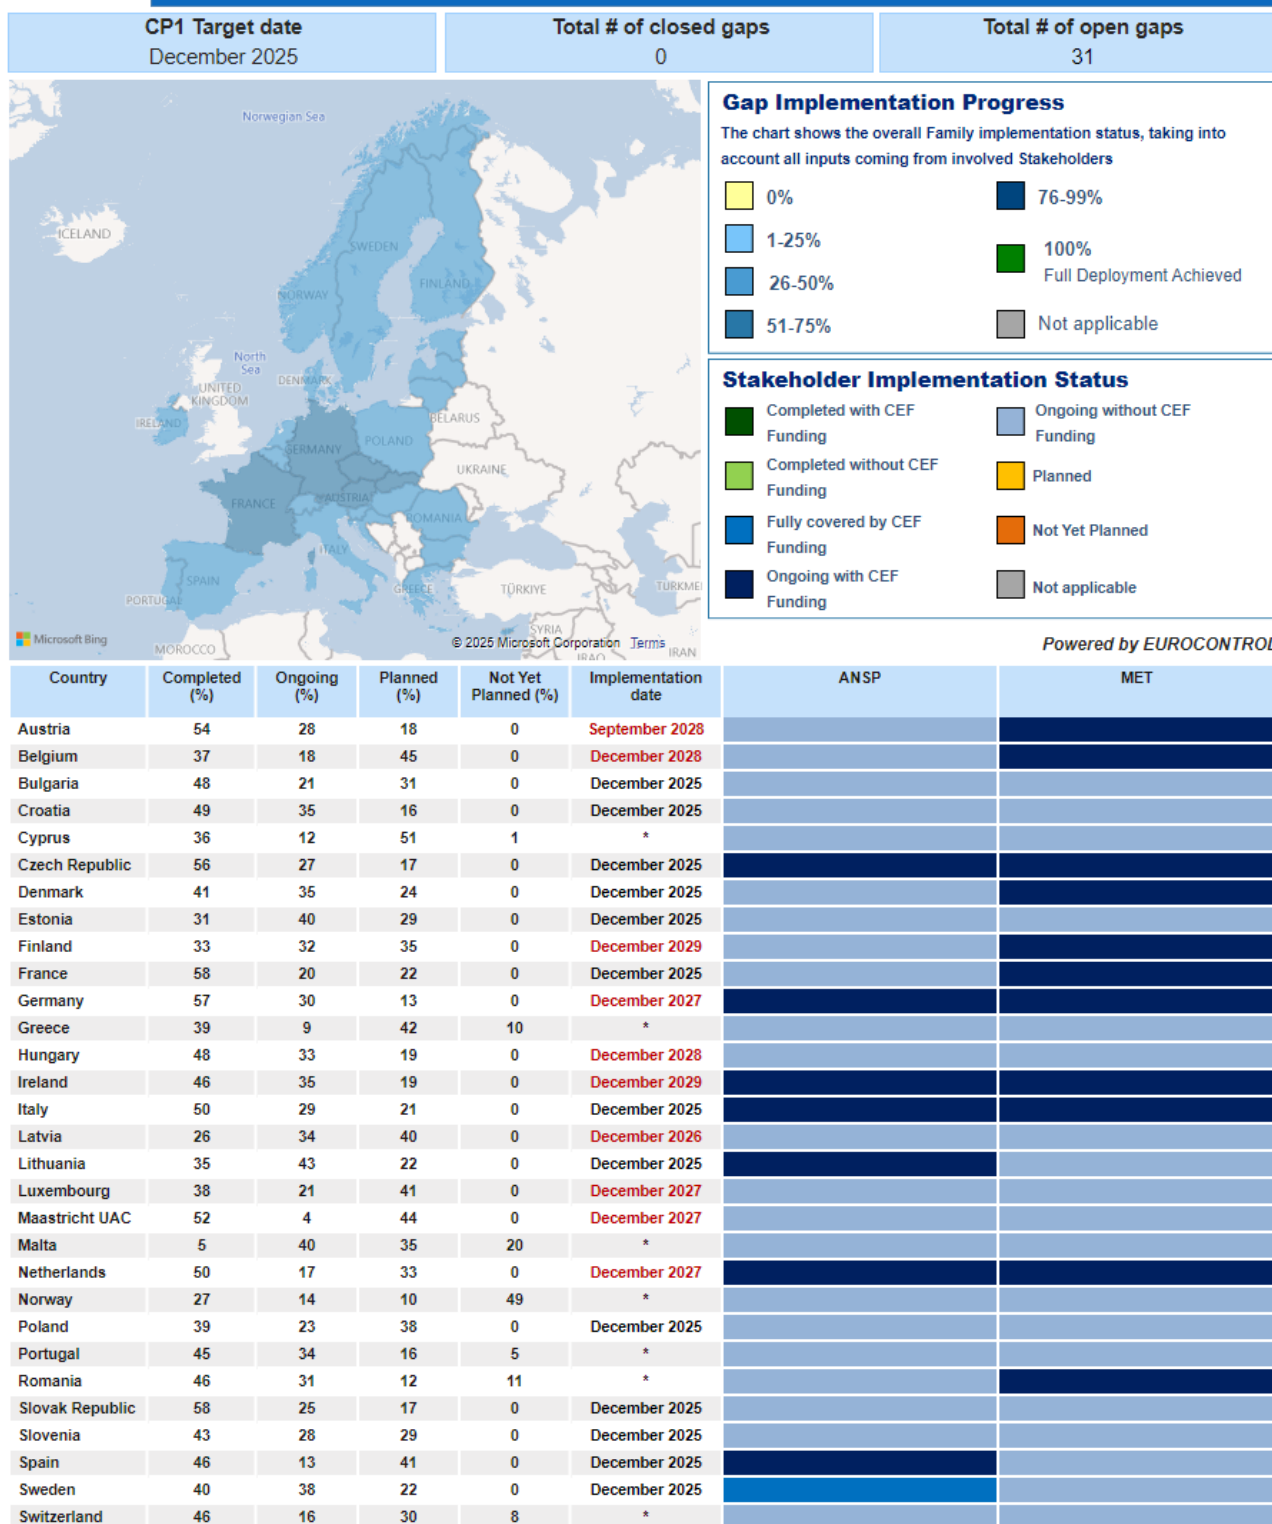 CP1 Target date
December 2025
Total # of closed gaps
0
Total # of open gaps
31
Norwegian Sea
ICELAND
SWEDEN
FINLAND
NORWAY
North
Sea
DENMARK
UNITED
KINGDOM
IRELAND
BELARUS
POLAND
GERMANY
UKRAINE
FRANCE
AUSTRIA
ROMANIA
ITALY
SPAIN
PORTUGAL
GREECE
TÜRKIYE
TURKME
SYRIA
IRAQ
IRAN
MOROCCO
Microsoft Bing
© 2025 Microsoft Corporation Terms
Gap Implementation Progress
The chart shows the overall Family implementation status, taking into
account all inputs coming from involved Stakeholders
0%
1-25%
26-50%
51-75%
76-99%
100%
Full Deployment Achieved
Not applicable
Stakeholder Implementation Status
Completed with CEF
Funding
Completed without CEF
Funding
Fully covered by CEF
Funding
Ongoing with CEF
Funding
Ongoing without CEF
Funding
Planned
Not Yet Planned
Not applicable
Powered by EUROCONTROL
Country Completed (%) Ongoing (%) Planned (%) Not Yet Planned (%) Implementation date ANSP MET
Austria 54 28 18 0 September 2028
Belgium 37 18 45 0 December 2028
Bulgaria 48 21 31 0 December 2025
Croatia 49 35 16 0 December 2025
Cyprus 36 12 51 1 *
Czech Republic 56 27 17 0 December 2025
Denmark 41 35 24 0 December 2025
Estonia 31 40 29 0 December 2025
Finland 33 32 35 0 December 2029
France 58 20 22 0 December 2025
Germany 57 30 13 0 December 2027
Greece 39 9 42 10 *
Hungary 48 33 19 0 December 2028
Ireland 46 35 19 0 December 2029
Italy 50 29 21 0 December 2025
Latvia 26 34 40 0 December 2026
Lithuania 35 43 22 0 December 2025
Luxembourg 38 21 41 0 December 2027
Maastricht UAC 52 4 44 0 December 2027
Malta 5 40 35 20 *
Netherlands 50 17 33 0 December 2027
Norway 27 14 10 49 *
Poland 39 23 38 0 December 2025
Portugal 45 34 16 5 *
Romania 46 31 12 11 *
Slovak Republic 58 25 17 0 December 2025
Slovenia 43 28 29 0 December 2025
Spain 46 13 41 0 December 2025
Sweden 40 38 22 0 December 2025
Switzerland 46 16 30 8 *